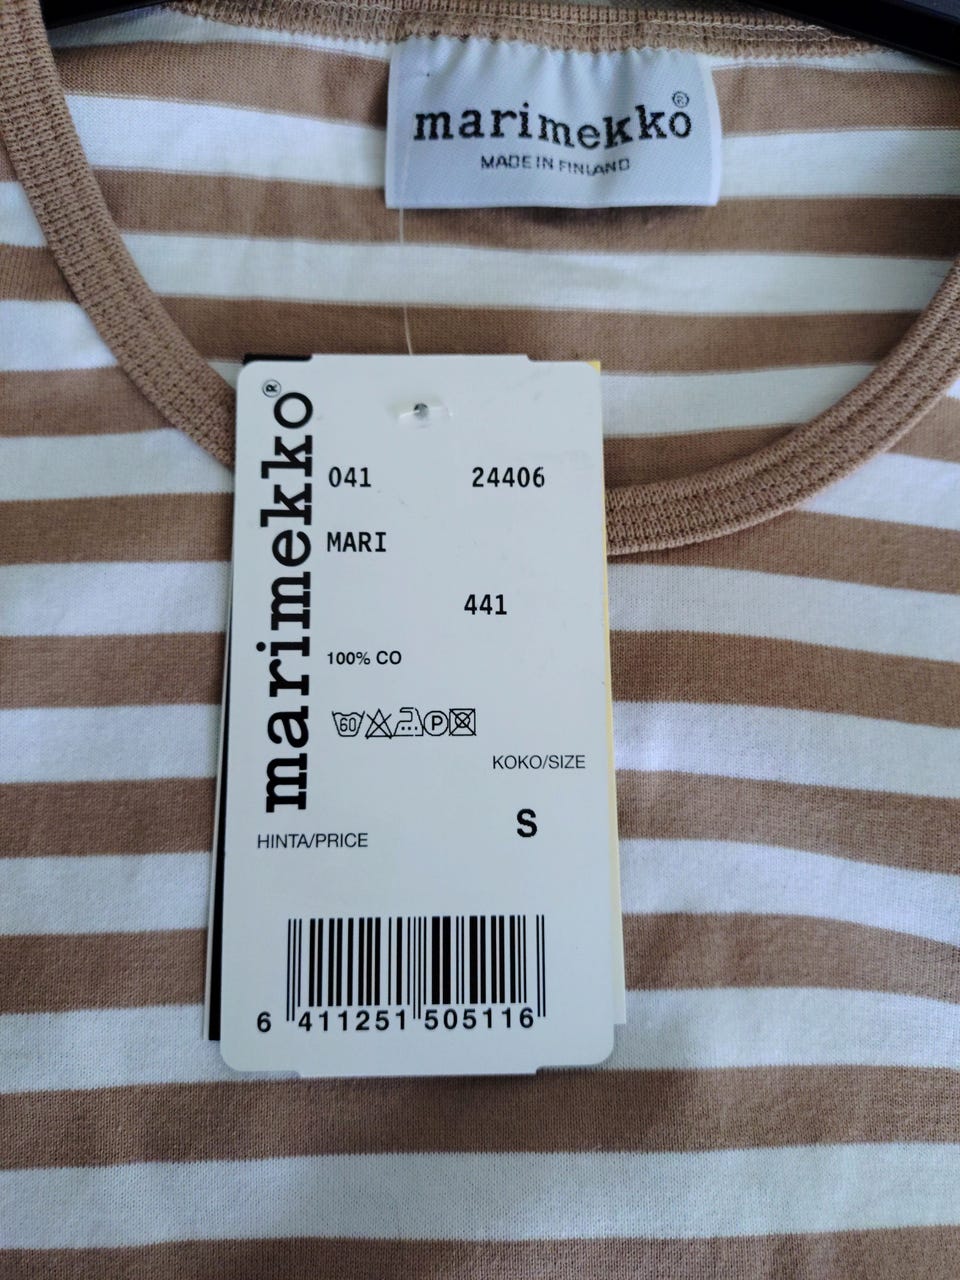 marimekko®
MADE IN FINLAND
marimekko®
041 24406
MARI
441
100% CO
60 P
KOKO/SIZE
S
HINTA/PRICE
6 411251 505116